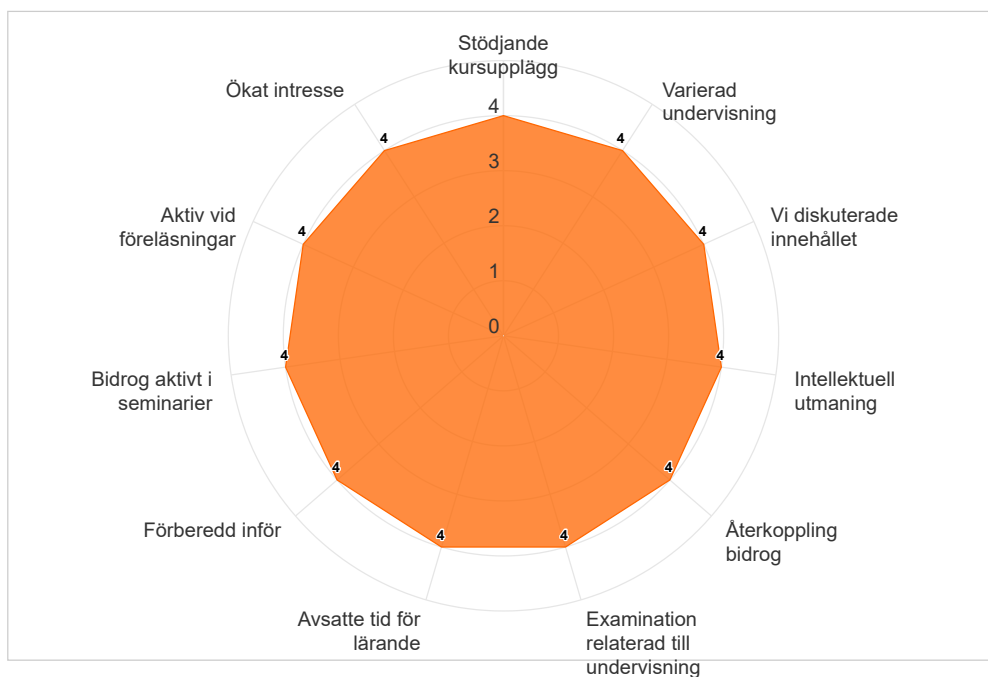 Stödjande
kursupplägg
Ökat intresse
Varierad
undervisning
4
4
4
3
Aktiv vid
föreläsningar
4
2
4
Vi diskuterade
innehållet
1
0
Bidrog aktivt i
seminarier
4
4
Intellektuell
utmaning
4
4
Förberedd inför
Återkoppling
bidrog
4
4
Avsatte tid för
lärande
Examination
relaterad till
undervisning